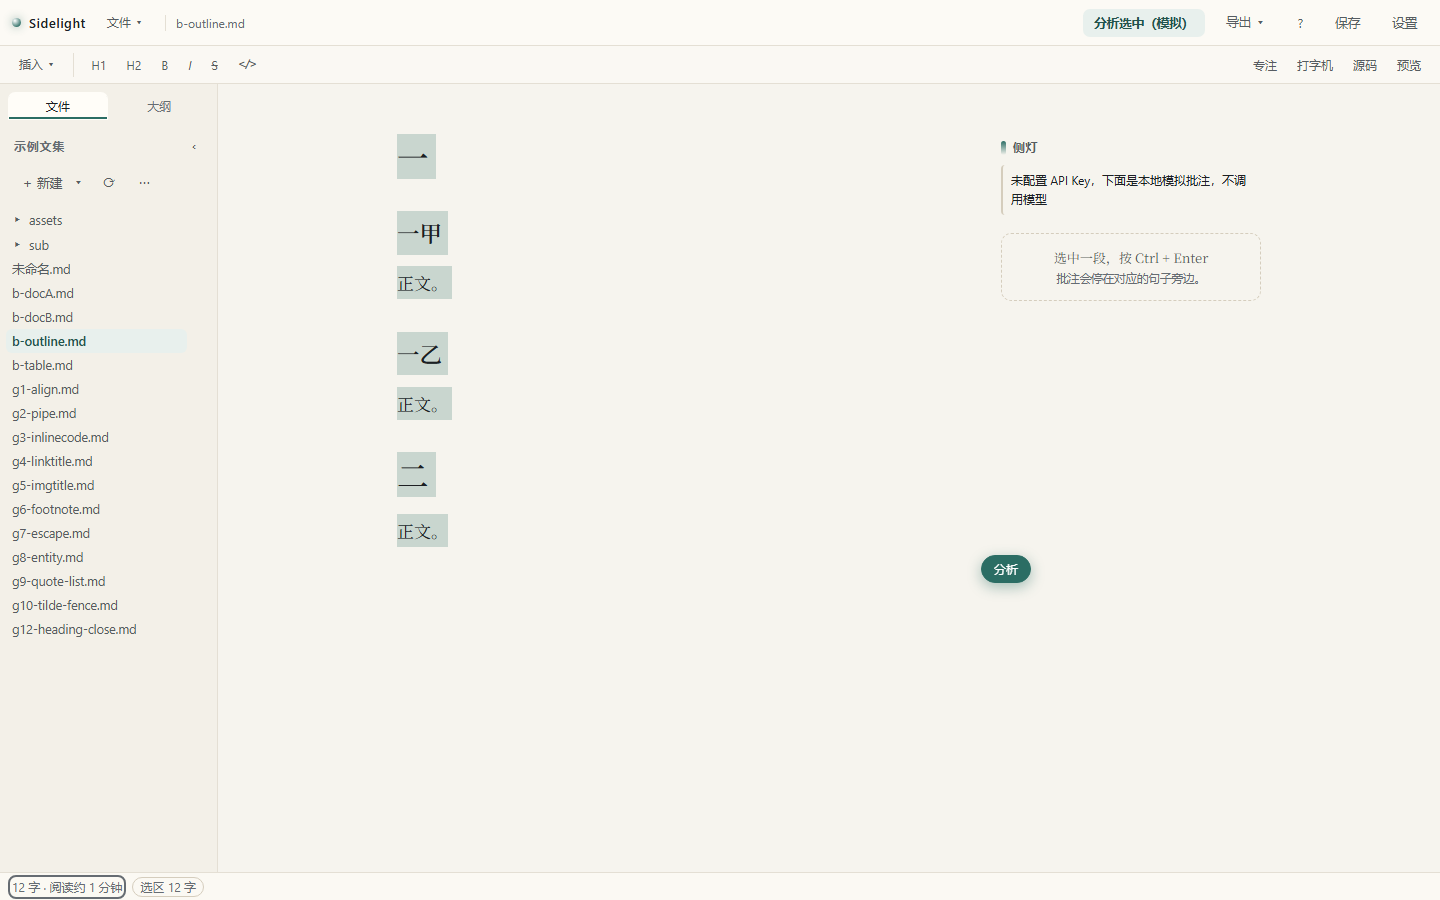 Sidelight
文件
b-outline.md
分析选中（模拟）
导出
?
保存
设置
插入
H1
H2
B
I
S
</>
专注
打字机
源码
预览
文件
大纲
示例文集
+ 新建
...
assets
sub
未命名.md
b-docA.md
b-docB.md
b-outline.md
b-table.md
g1-align.md
g2-pipe.md
g3-inlinecode.md
g4-linktitle.md
g5-imgtitle.md
g6-footnote.md
g7-escape.md
g8-entity.md
g9-quote-list.md
g10-tilde-fence.md
g12-heading-close.md
一
一甲
正文。
一乙
正文。
二
正文。
侧灯
未配置 API Key，下面是本地模拟批注，不调
用模型
选中一段，按 Ctrl + Enter
批注会停在对应的句子旁边。
分析
12 字 · 阅读约 1 分钟
选区 12 字